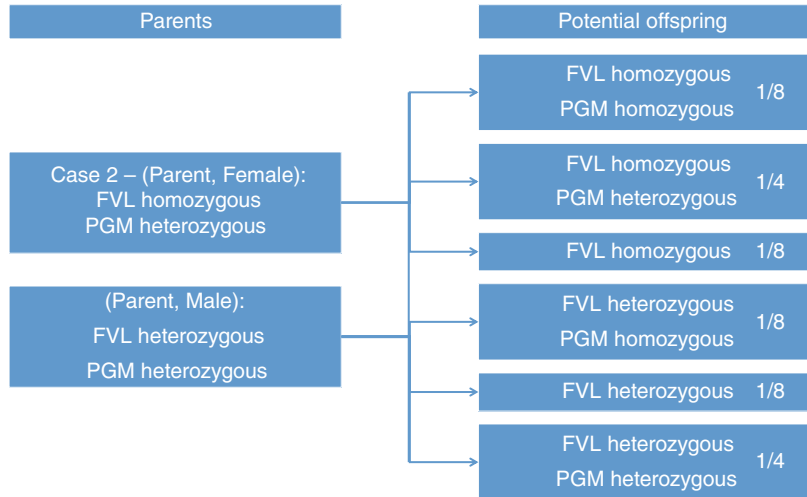 Parents
Case 2 – (Parent, Female):
FVL homozygous
PGM heterozygous
(Parent, Male):
FVL heterozygous
PGM heterozygous
Potential offspring
FVL homozygous
PGM homozygous
1/8
FVL homozygous
PGM heterozygous
1/4
FVL homozygous 1/8
FVL heterozygous
PGM homozygous
1/8
FVL heterozygous 1/8
FVL heterozygous
PGM heterozygous
1/4